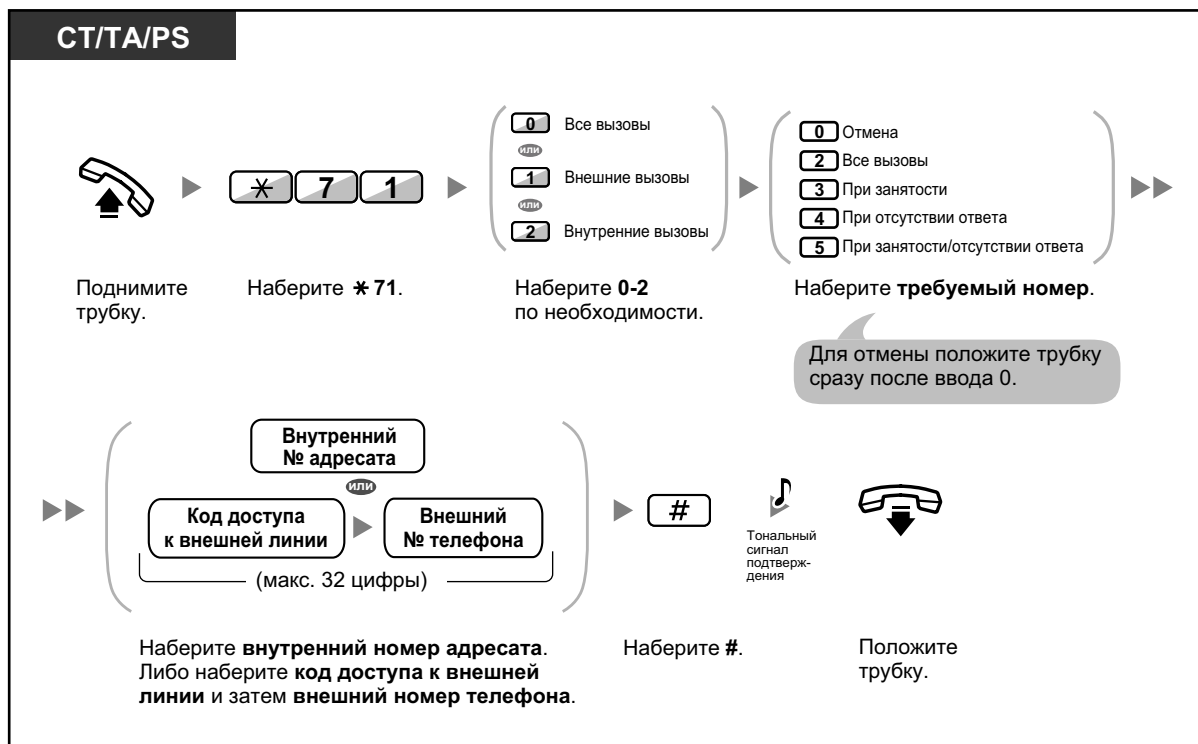 CT/TA/PS
✱ 7 1
0 Все вызовы
или
1 Внешние вызовы
или
2 Внутренние вызовы
0 Отмена
2 Все вызовы
3 При занятости
4 При отсутствии ответа
5 При занятости/отсутствии ответа
Поднимите
трубку.
Наберите ✱ 71.
Наберите 0-2
по необходимости.
Наберите требуемый номер.
Для отмены положите трубку
сразу после ввода 0.
Внутренний
№ адресата
или
Код доступа
к внешней линии
Внешний
№ телефона
(макс. 32 цифры)
#
Тональный
сигнал
подтверж-
дения
Наберите внутренний номер адресата.
Либо наберите код доступа к внешней
линии и затем внешний номер телефона.
Наберите #.
Положите
трубку.